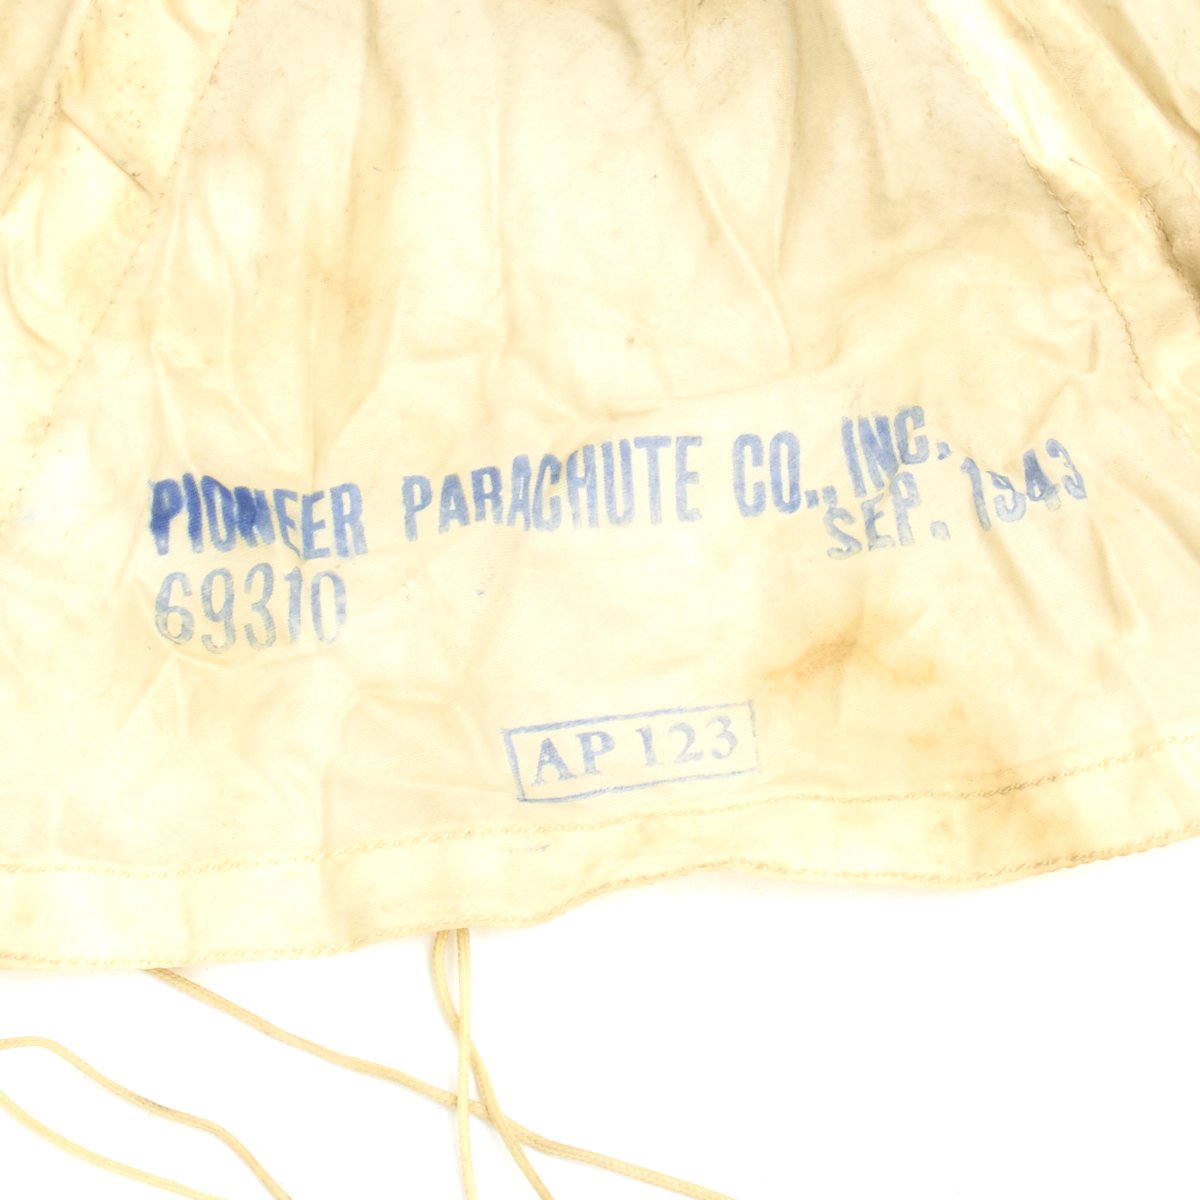 PIONEER PARACHUTE CO., INC.
69310
SEP. 1943
AP 123